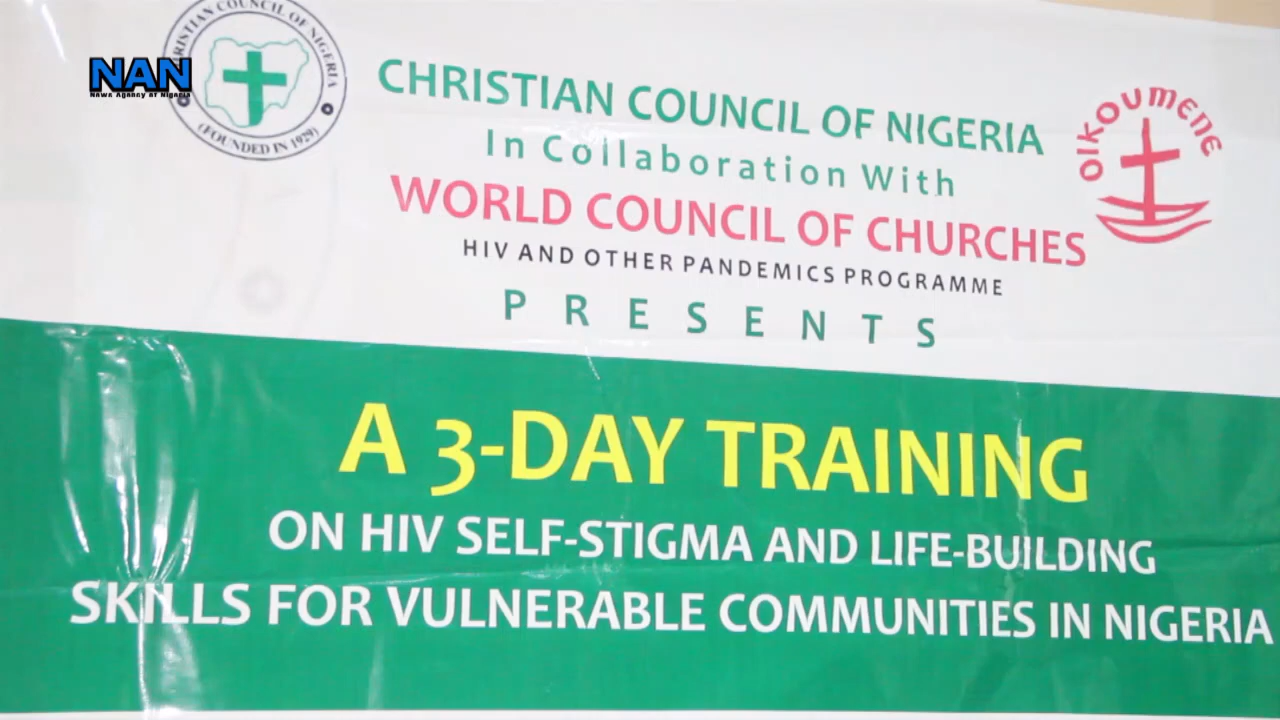 NAN
News Agency of Nigeria
CHRISTIAN COUNCIL OF NIGERIA
(FOUNDED IN 1929)
CHRISTIAN COUNCIL OF NIGERIA
In Collaboration With
WORLD COUNCIL OF CHURCHES
HIV AND OTHER PANDEMICS PROGRAMME
PRESENTS
OIKOUMENE
A 3-DAY TRAINING
ON HIV SELF-STIGMA AND LIFE-BUILDING
SKILLS FOR VULNERABLE COMMUNITIES IN NIGERIA